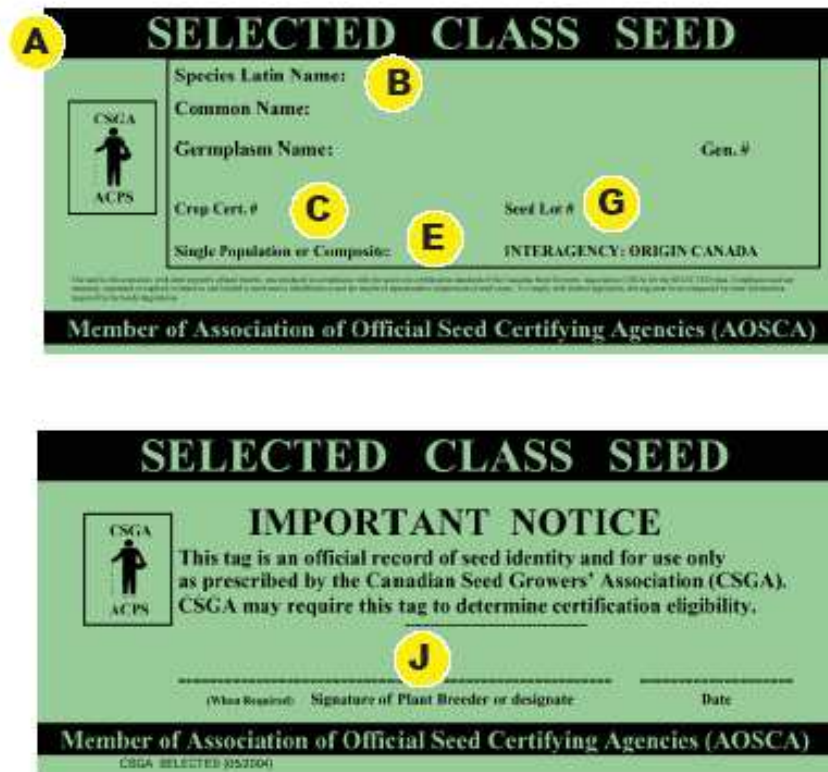 A
SELECTED CLASS SEED
Species Latin Name:
B
Common Name:
CSGA
ACPS
Germplasm Name:
Gen. #
Crop Cert. #
C
Seed Lot #
G
Single Population or Composite:
E
INTERAGENCY: ORIGIN CANADA
Member of Association of Official Seed Certifying Agencies (AOSCA)
SELECTED CLASS SEED
CSGA
ACPS
IMPORTANT NOTICE
This tag is an official record of seed identity and for use only
as prescribed by the Canadian Seed Growers' Association (CSGA).
CSGA may require this tag to determine certification eligibility.
J
(When Required) Signature of Plant Breeder or designate
Date
Member of Association of Official Seed Certifying Agencies (AOSCA)
CSGA SELECTED (05/2004)